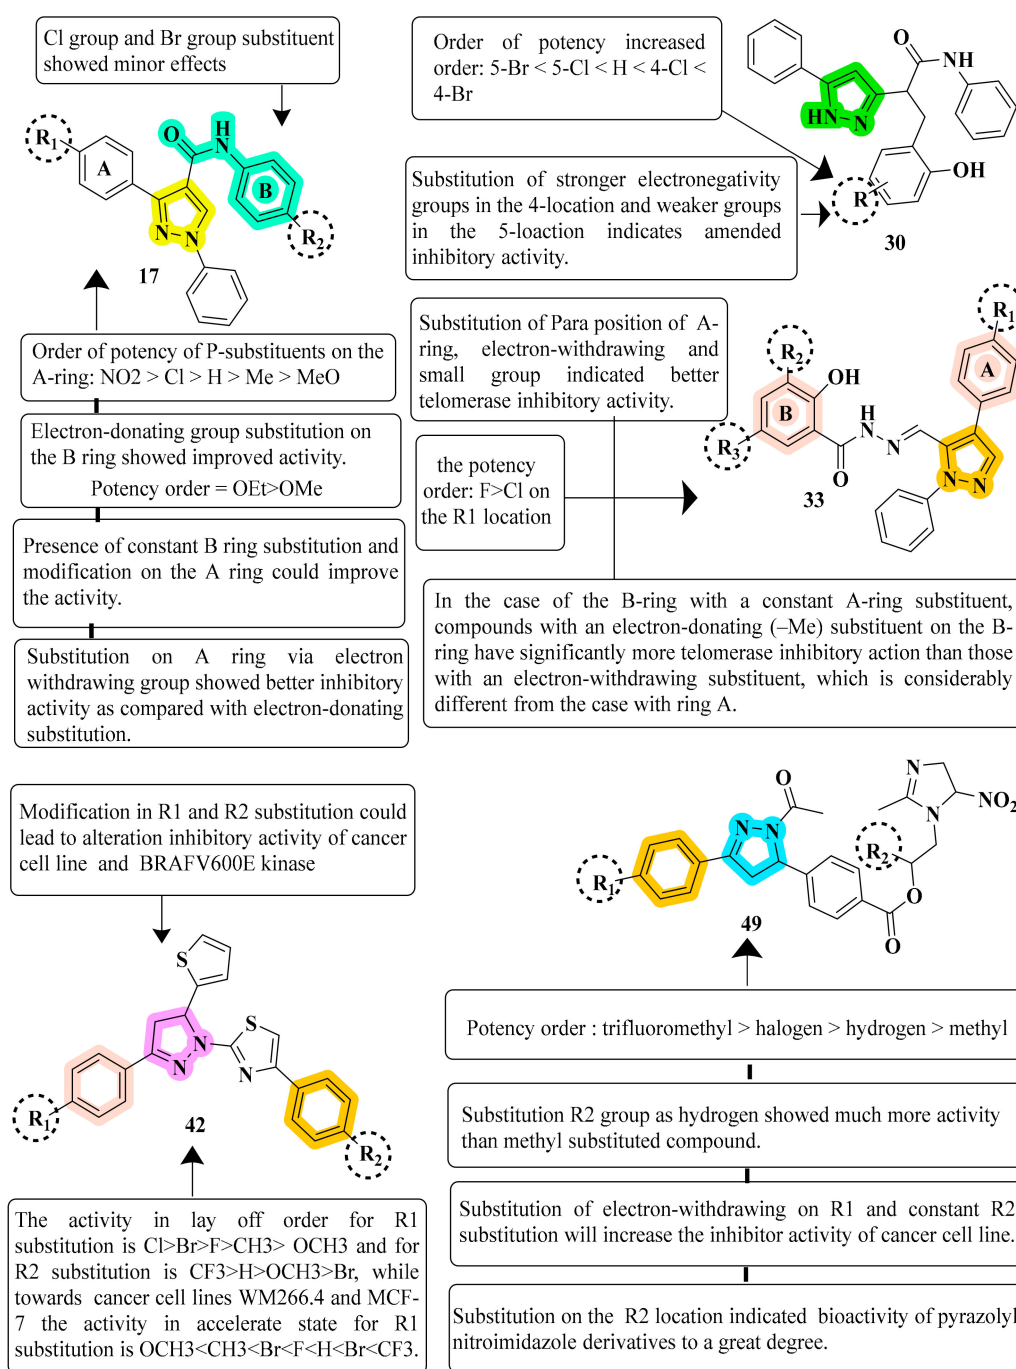 Cl group and Br group substituent
showed minor effects
R1
A
O
H
N
B
R2
N
N
17
Order of potency of P-substituents on the
A-ring: NO2 > Cl > H > Me > MeO
Electron-donating group substitution on
the B ring showed improved activity.
Potency order = OEt>OMe
Presence of constant B ring substitution and
modification on the A ring could improve
the activity.
Substitution on A ring via electron
withdrawing group showed better inhibitory
activity as compared with electron-donating
substitution.
Order of potency increased
order: 5-Br < 5-Cl < H < 4-Cl <
4-Br
Substitution of stronger electronegativity
groups in the 4-location and weaker groups
in the 5-loaction indicates amended
inhibitory activity.
O
NH
HN
N
OH
R
30
Substitution of Para position of A-
ring, electron-withdrawing and
small group indicated better
telomerase inhibitory activity.
the potency
order: F>Cl on
the R1 location
R1
A
R2
OH
B
H
N
N
R3
O
N
N
33
In the case of the B-ring with a constant A-ring substituent,
compounds with an electron-donating (–Me) substituent on the B-
ring have significantly more telomerase inhibitory action than those
with an electron-withdrawing substituent, which is considerably
different from the case with ring A.
Modification in R1 and R2 substitution could
lead to alteration inhibitory activity of cancer
cell line and BRAFV600E kinase
S
S
N
N
N
R1
R2
42
The activity in lay off order for R1
substitution is Cl>Br>F>CH3> OCH3 and for
R2 substitution is CF3>H>OCH3>Br, while
towards cancer cell lines WM266.4 and MCF-
7 the activity in accelerate state for R1
substitution is OCH3<CH3<Br<F<H<Br<CF3.
N
N
NO2
O
N
N
R2
R1
O
O
49
Potency order : trifluoromethyl > halogen > hydrogen > methyl
Substitution R2 group as hydrogen showed much more activity
than methyl substituted compound.
Substitution of electron-withdrawing on R1 and constant R2
substitution will increase the inhibitor activity of cancer cell line.
Substitution on the R2 location indicated bioactivity of pyrazolyl
nitroimidazole derivatives to a great degree.